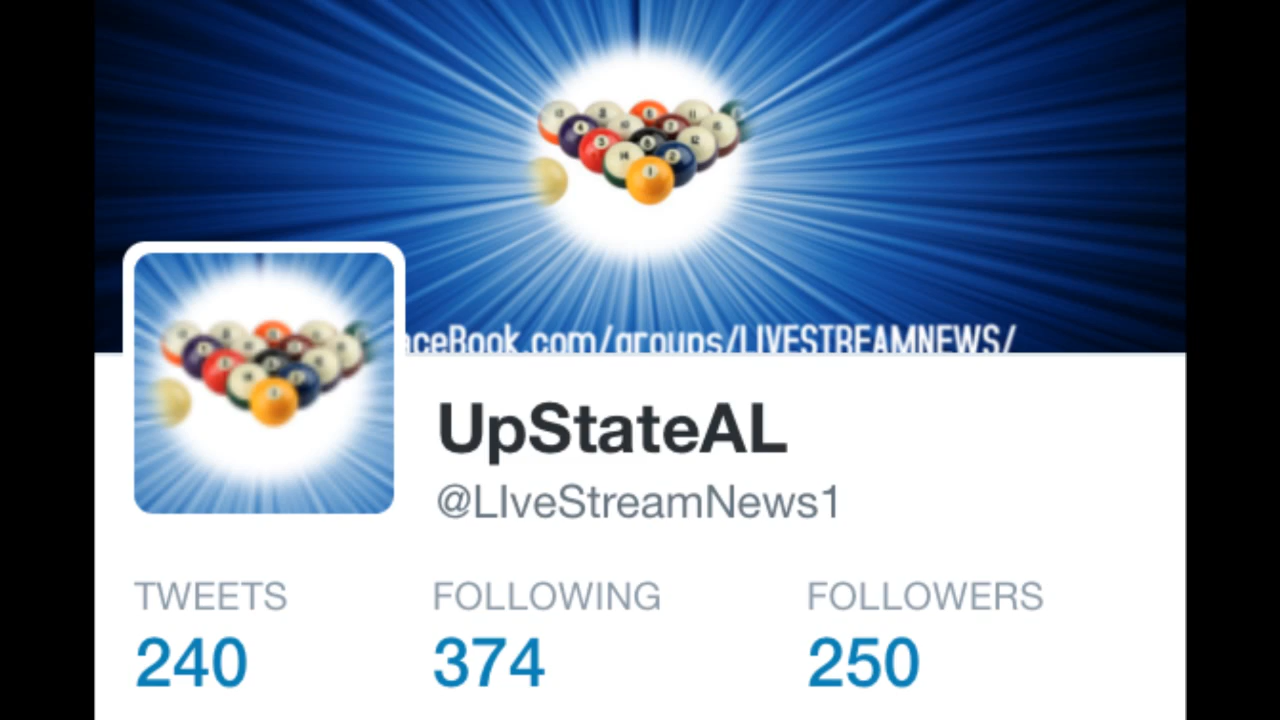 aceBook.com/groups/LIVESTREAMNEWS/
UpStateAL
@LIveStreamNews1
TWEETS FOLLOWING FOLLOWERS
240 374 250